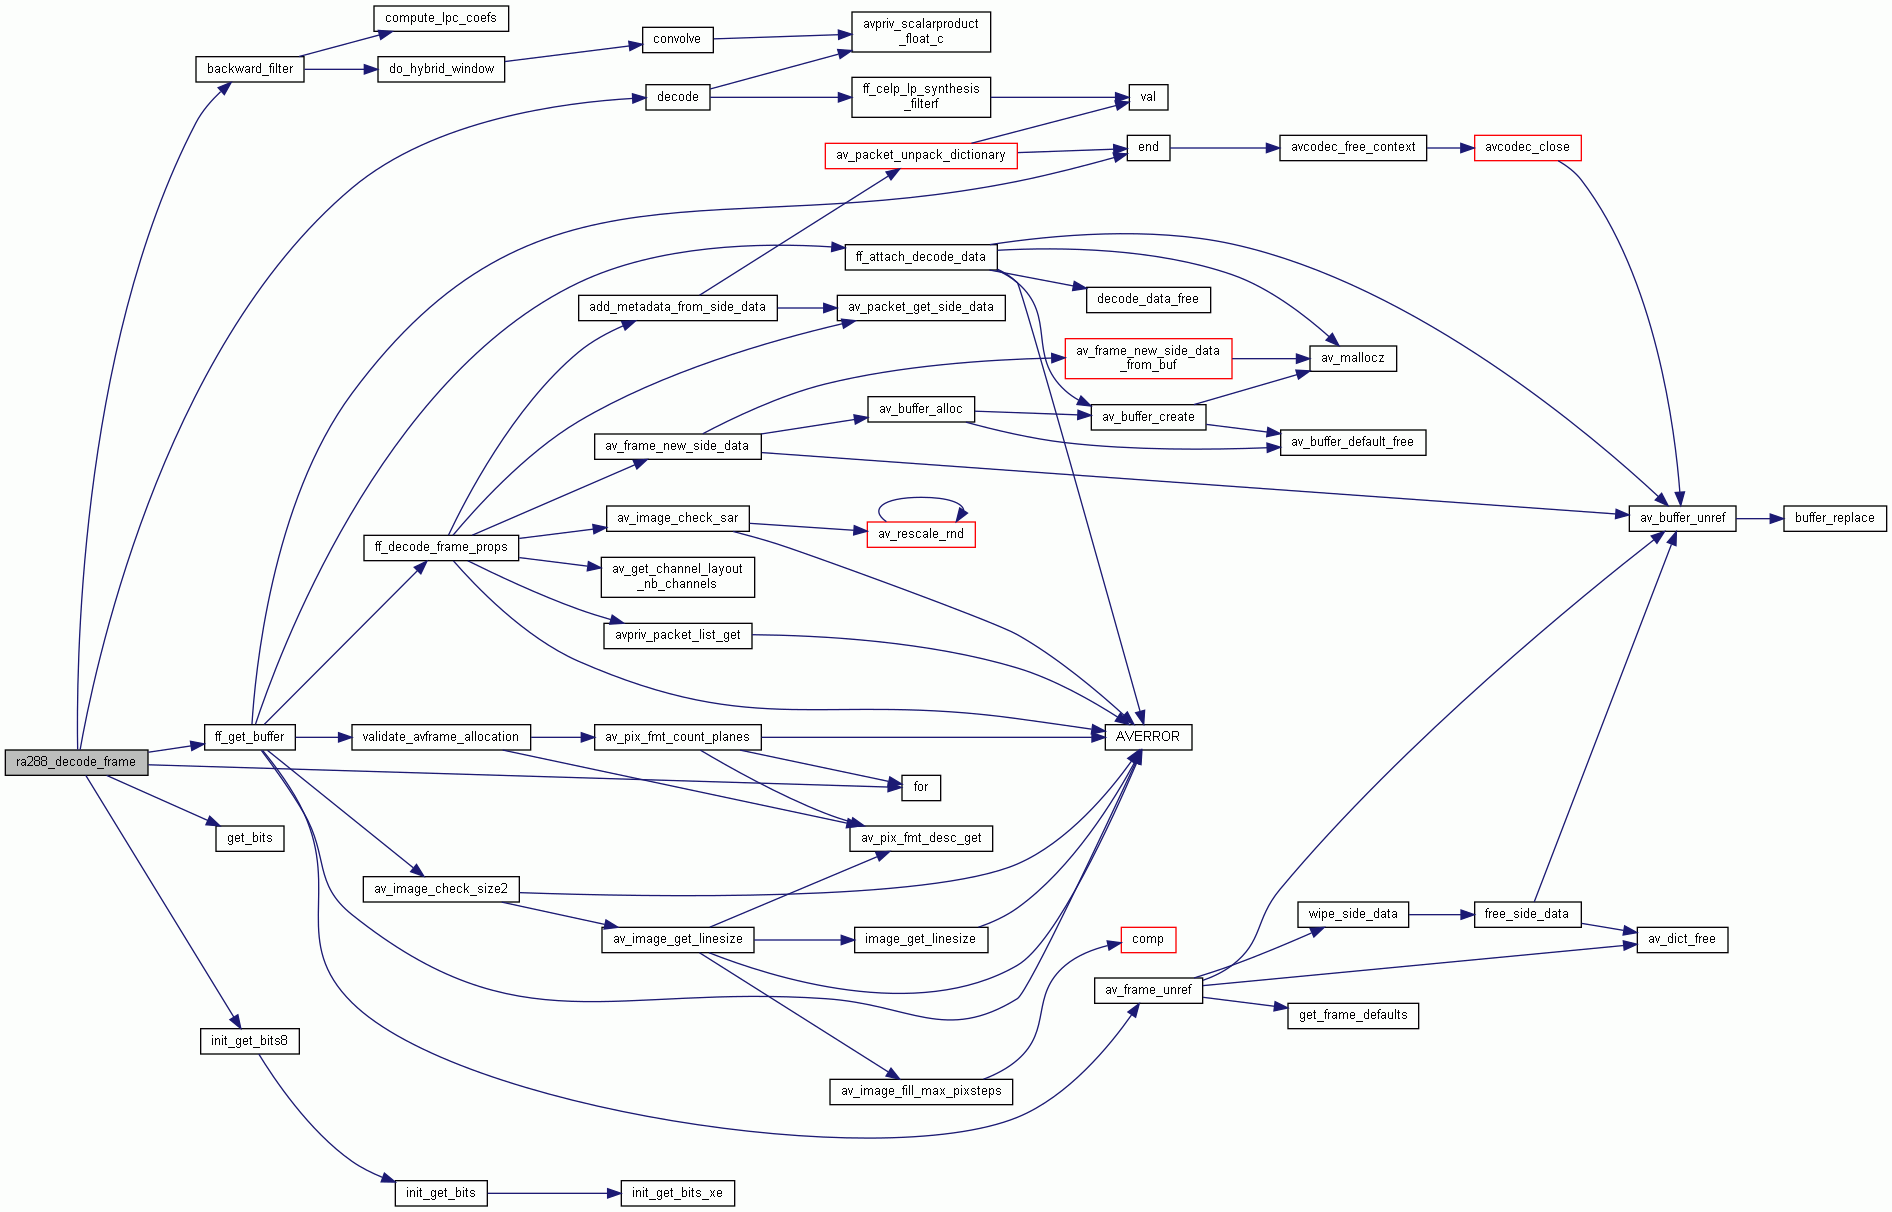 compute_lpc_coefs
backward_filter
do_hybrid_window
convolve
avpriv_scalarproduct
_float_c
decode
ff_celp_lp_synthesis
_filterf
val
av_packet_unpack_dictionary
end
avcodec_free_context
avcodec_close
ff_attach_decode_data
decode_data_free
add_metadata_from_side_data
av_packet_get_side_data
av_frame_new_side_data
_from_buf
av_mallocz
av_buffer_alloc
av_buffer_create
av_frame_new_side_data
av_buffer_default_free
av_image_check_sar
av_rescale_rnd
av_buffer_unref
buffer_replace
ff_decode_frame_props
av_get_channel_layout
_nb_channels
avpriv_packet_list_get
ff_get_buffer
validate_avframe_allocation
av_pix_fmt_count_planes
AVERROR
ra288_decode_frame
for
get_bits
av_pix_fmt_desc_get
av_image_check_size2
av_image_get_linesize
image_get_linesize
comp
wipe_side_data
free_side_data
av_dict_free
av_frame_unref
get_frame_defaults
init_get_bits8
av_image_fill_max_pixsteps
init_get_bits
init_get_bits_xe